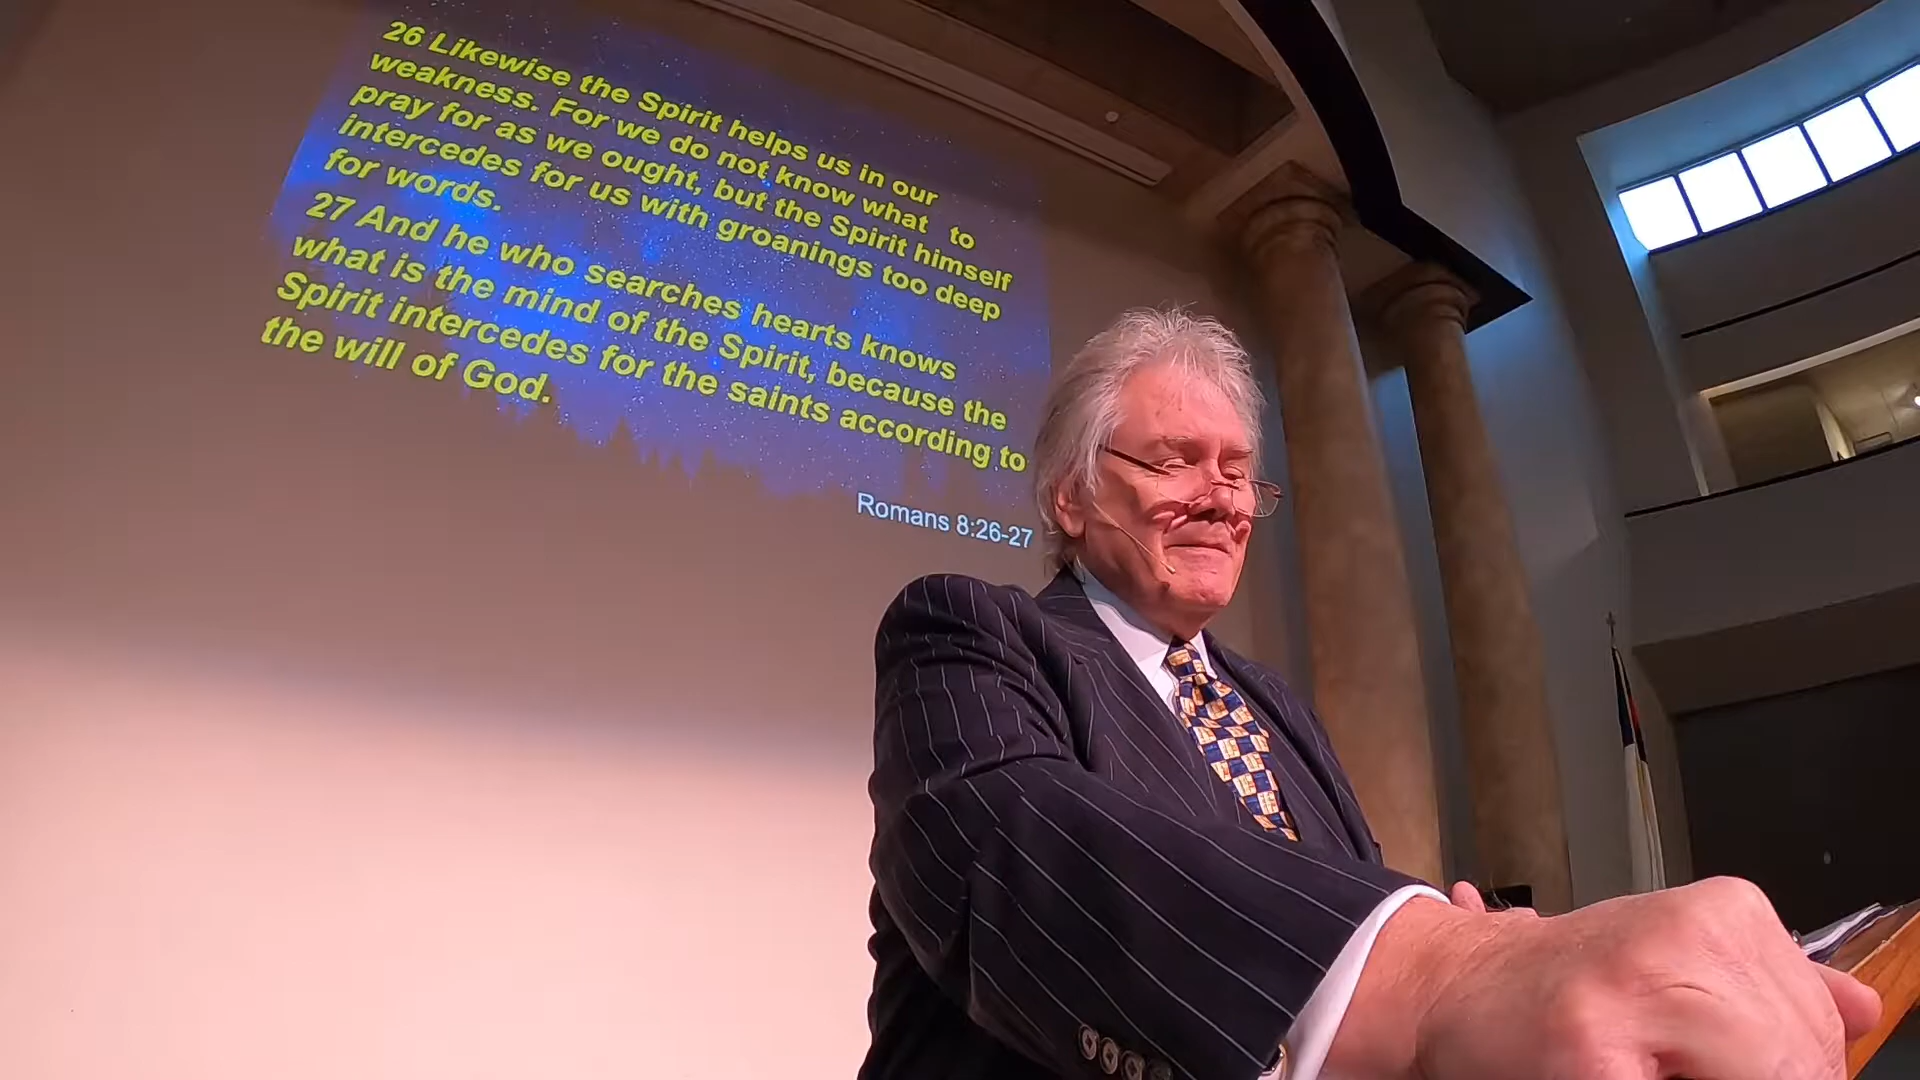 26 Likewise the Spirit helps us in our
weakness. For we do not know what to
pray for as we ought, but the Spirit himself
intercedes for us with groanings too deep
for words.
27 And he who searches hearts knows
what is the mind of the Spirit, because the
Spirit intercedes for the saints according to
the will of God.
Romans 8:26-27